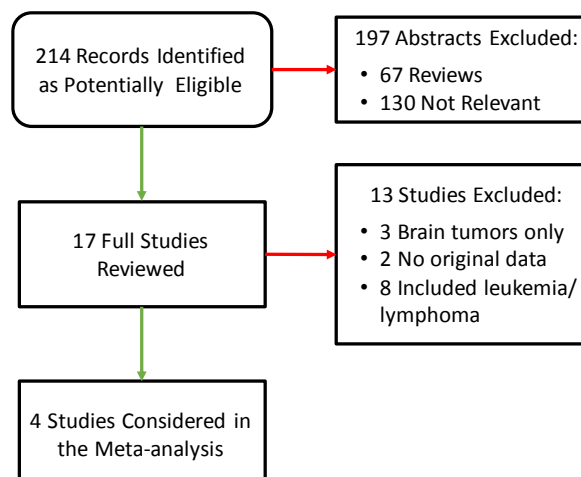 214 Records Identified
as Potentially Eligible
197 Abstracts Excluded:
• 67 Reviews
• 130 Not Relevant
17 Full Studies
Reviewed
13 Studies Excluded:
• 3 Brain tumors only
• 2 No original data
• 8 Included leukemia/
lymphoma
4 Studies Considered in
the Meta-analysis